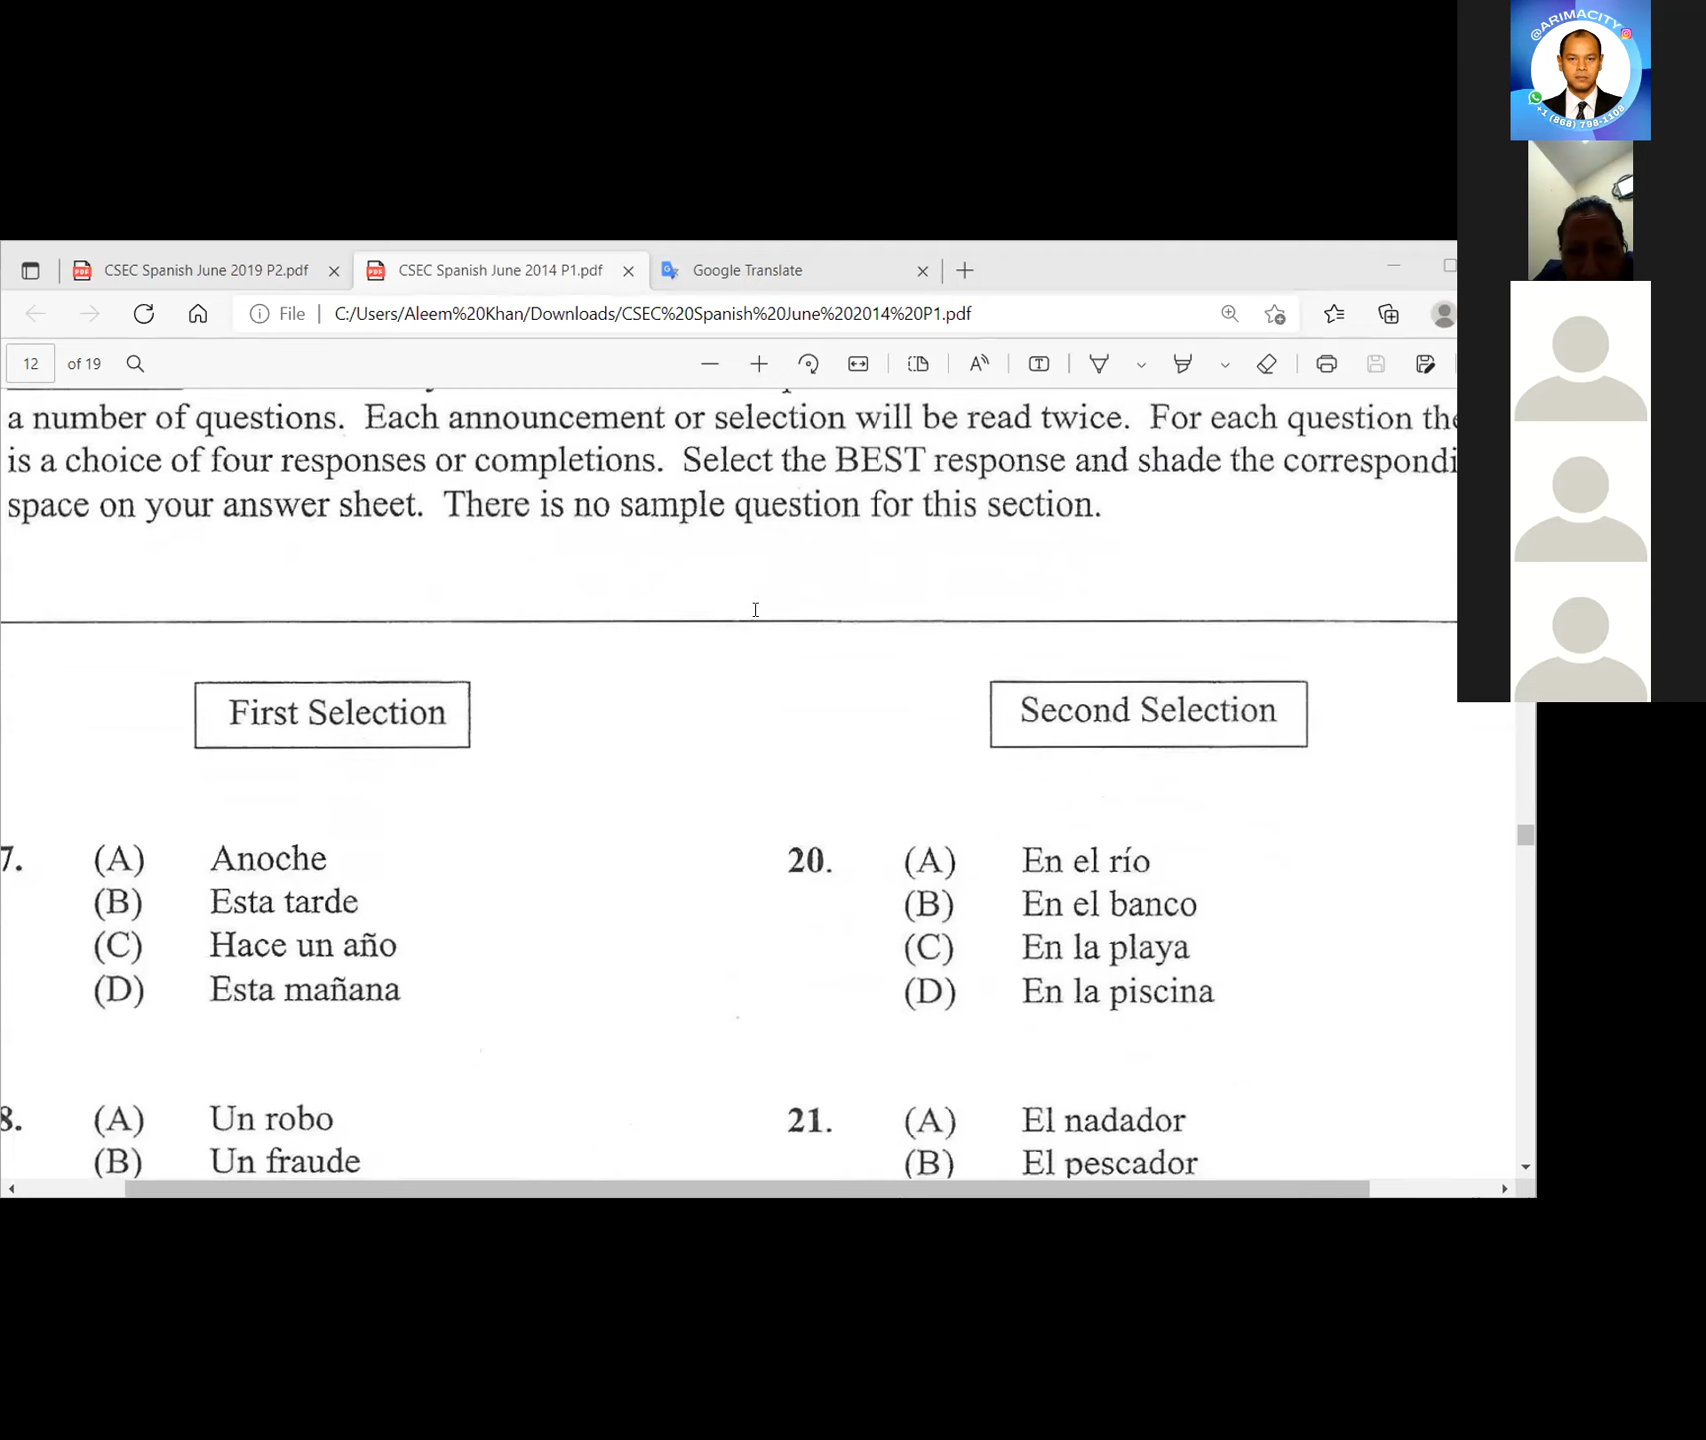 @ARIMACITY
+1 (868) 798-1108
CSEC Spanish June 2019 P2.pdf
CSEC Spanish June 2014 P1.pdf
Google Translate
File
C:/Users/Aleem%20Khan/Downloads/CSEC%20Spanish%20June%202014%20P1.pdf
12 of 19
a number of questions. Each announcement or selection will be read twice. For each question the
is a choice of four responses or completions. Select the BEST response and shade the correspondi
space on your answer sheet. There is no sample question for this section.
First Selection
7. (A) Anoche
(B) Esta tarde
(C) Hace un año
(D) Esta mañana
8. (A) Un robo
(B) Un fraude
Second Selection
20. (A) En el río
(B) En el banco
(C) En la playa
(D) En la piscina
21. (A) El nadador
(B) El pescador